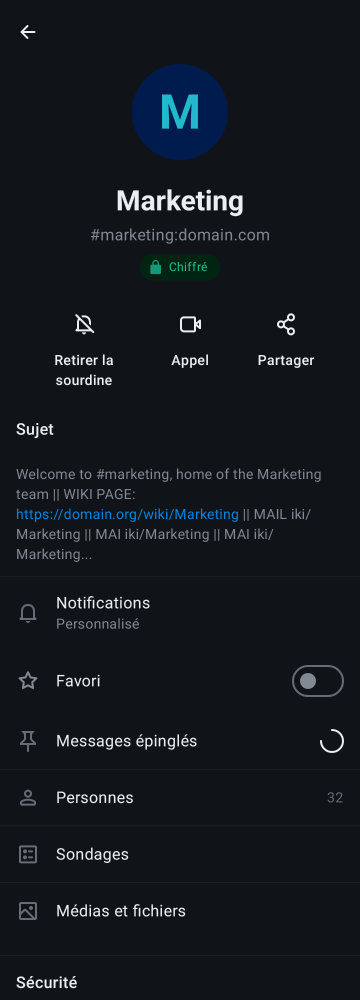 M
Marketing
#marketing:domain.com
Chiffré
Retirer la
sourdine
Appel
Partager
Sujet
Welcome to #marketing, home of the Marketing
team || WIKI PAGE:
https://domain.org/wiki/Marketing || MAIL iki/
Marketing || MAI iki/Marketing || MAI iki/
Marketing...
Notifications
Personnalisé
Favori
Messages épinglés
Personnes 32
Sondages
Médias et fichiers
Sécurité